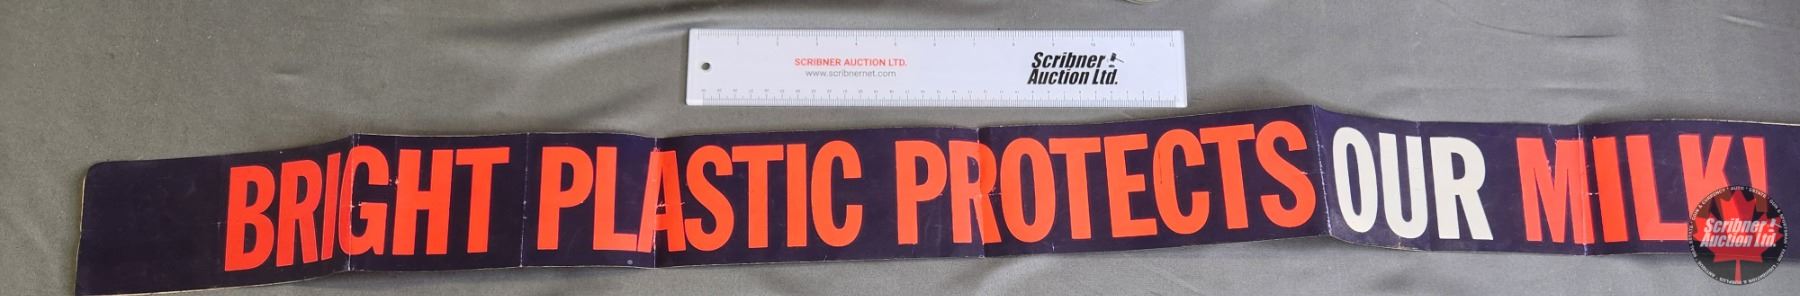 SCRIBNER AUCTION LTD.
www.scribnernet.com
Scribner
Auction Ltd.
BRIGHT PLASTIC PROTECTS OUR MILK!
Scribner
Auction Ltd.